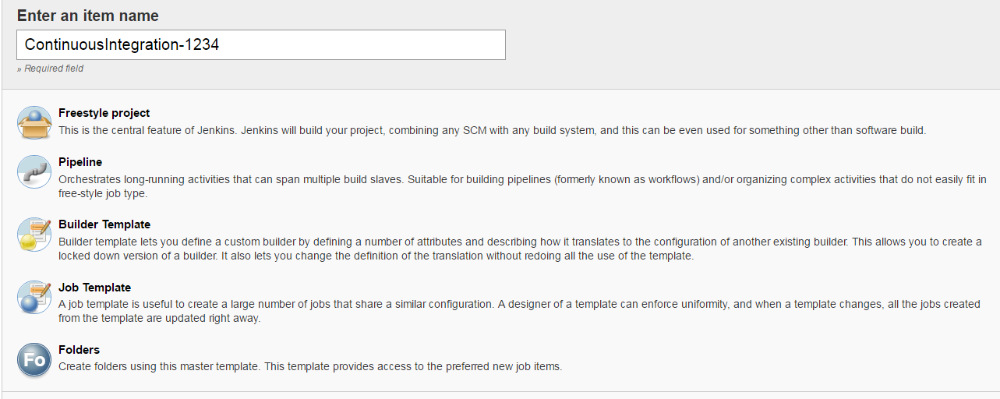 Enter an item name
ContinuousIntegration-1234
» Required field
Freestyle project
This is the central feature of Jenkins. Jenkins will build your project, combining any SCM with any build system, and this can be even used for something other than software build.
Pipeline
Orchestrates long-running activities that can span multiple build slaves. Suitable for building pipelines (formerly known as workflows) and/or organizing complex activities that do not easily fit in
free-style job type.
Builder Template
Builder template lets you define a custom builder by defining a number of attributes and describing how it translates to the configuration of another existing builder. This allows you to create a
locked down version of a builder. It also lets you change the definition of the translation without redoing all the use of the template.
Job Template
A job template is useful to create a large number of jobs that share a similar configuration. A designer of a template can enforce uniformity, and when a template changes, all the jobs created
from the template are updated right away.
Fo
Folders
Create folders using this master template. This template provides access to the preferred new job items.